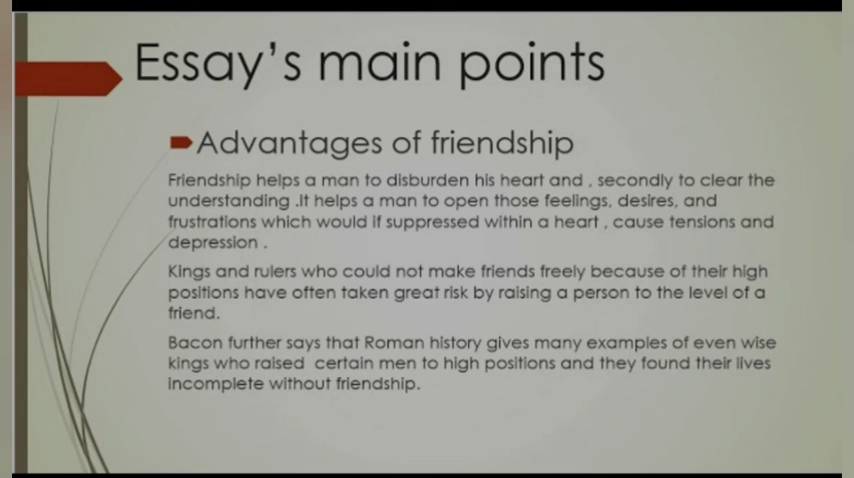 Essay's main points
Advantages of friendship
Friendship helps a man to disburden his heart and , secondly to clear the
understanding .It helps a man to open those feelings, desires, and
frustrations which would if suppressed within a heart , cause tensions and
depression .
Kings and rulers who could not make friends freely because of their high
positions have often taken great risk by raising a person to the level of a
friend.
Bacon further says that Roman history gives many examples of even wise
kings who raised  certain men to high positions and they found their lives
incomplete without friendship.